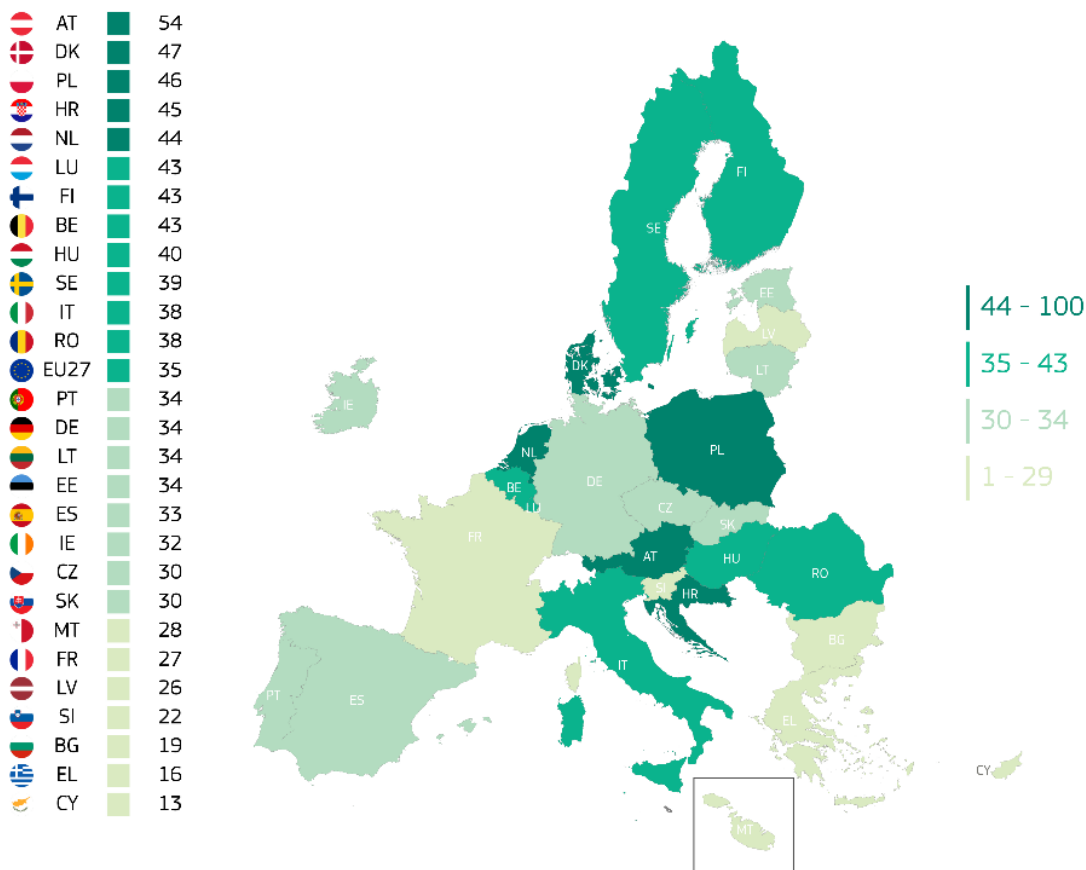 AT 54
DK 47
PL 46
HR 45
NL 44
LU 43
FI 43
BE 43
HU 40
SE 39
IT 38
RO 38
EU27 35
PT 34
DE 34
LT 34
EE 34
ES 33
IE 32
CZ 30
SK 30
MT 28
FR 27
LV 26
SI 22
BG 19
EL 16
CY 13
FI
SE
EE
LV
LT
DK
IE
NL
PL
BE
DE
LU
CZ
SK
FR
AT
HU
RO
SI
HR
BG
IT
PT
ES
EL
CY
MT
44 - 100
35 - 43
30 - 34
1 - 29